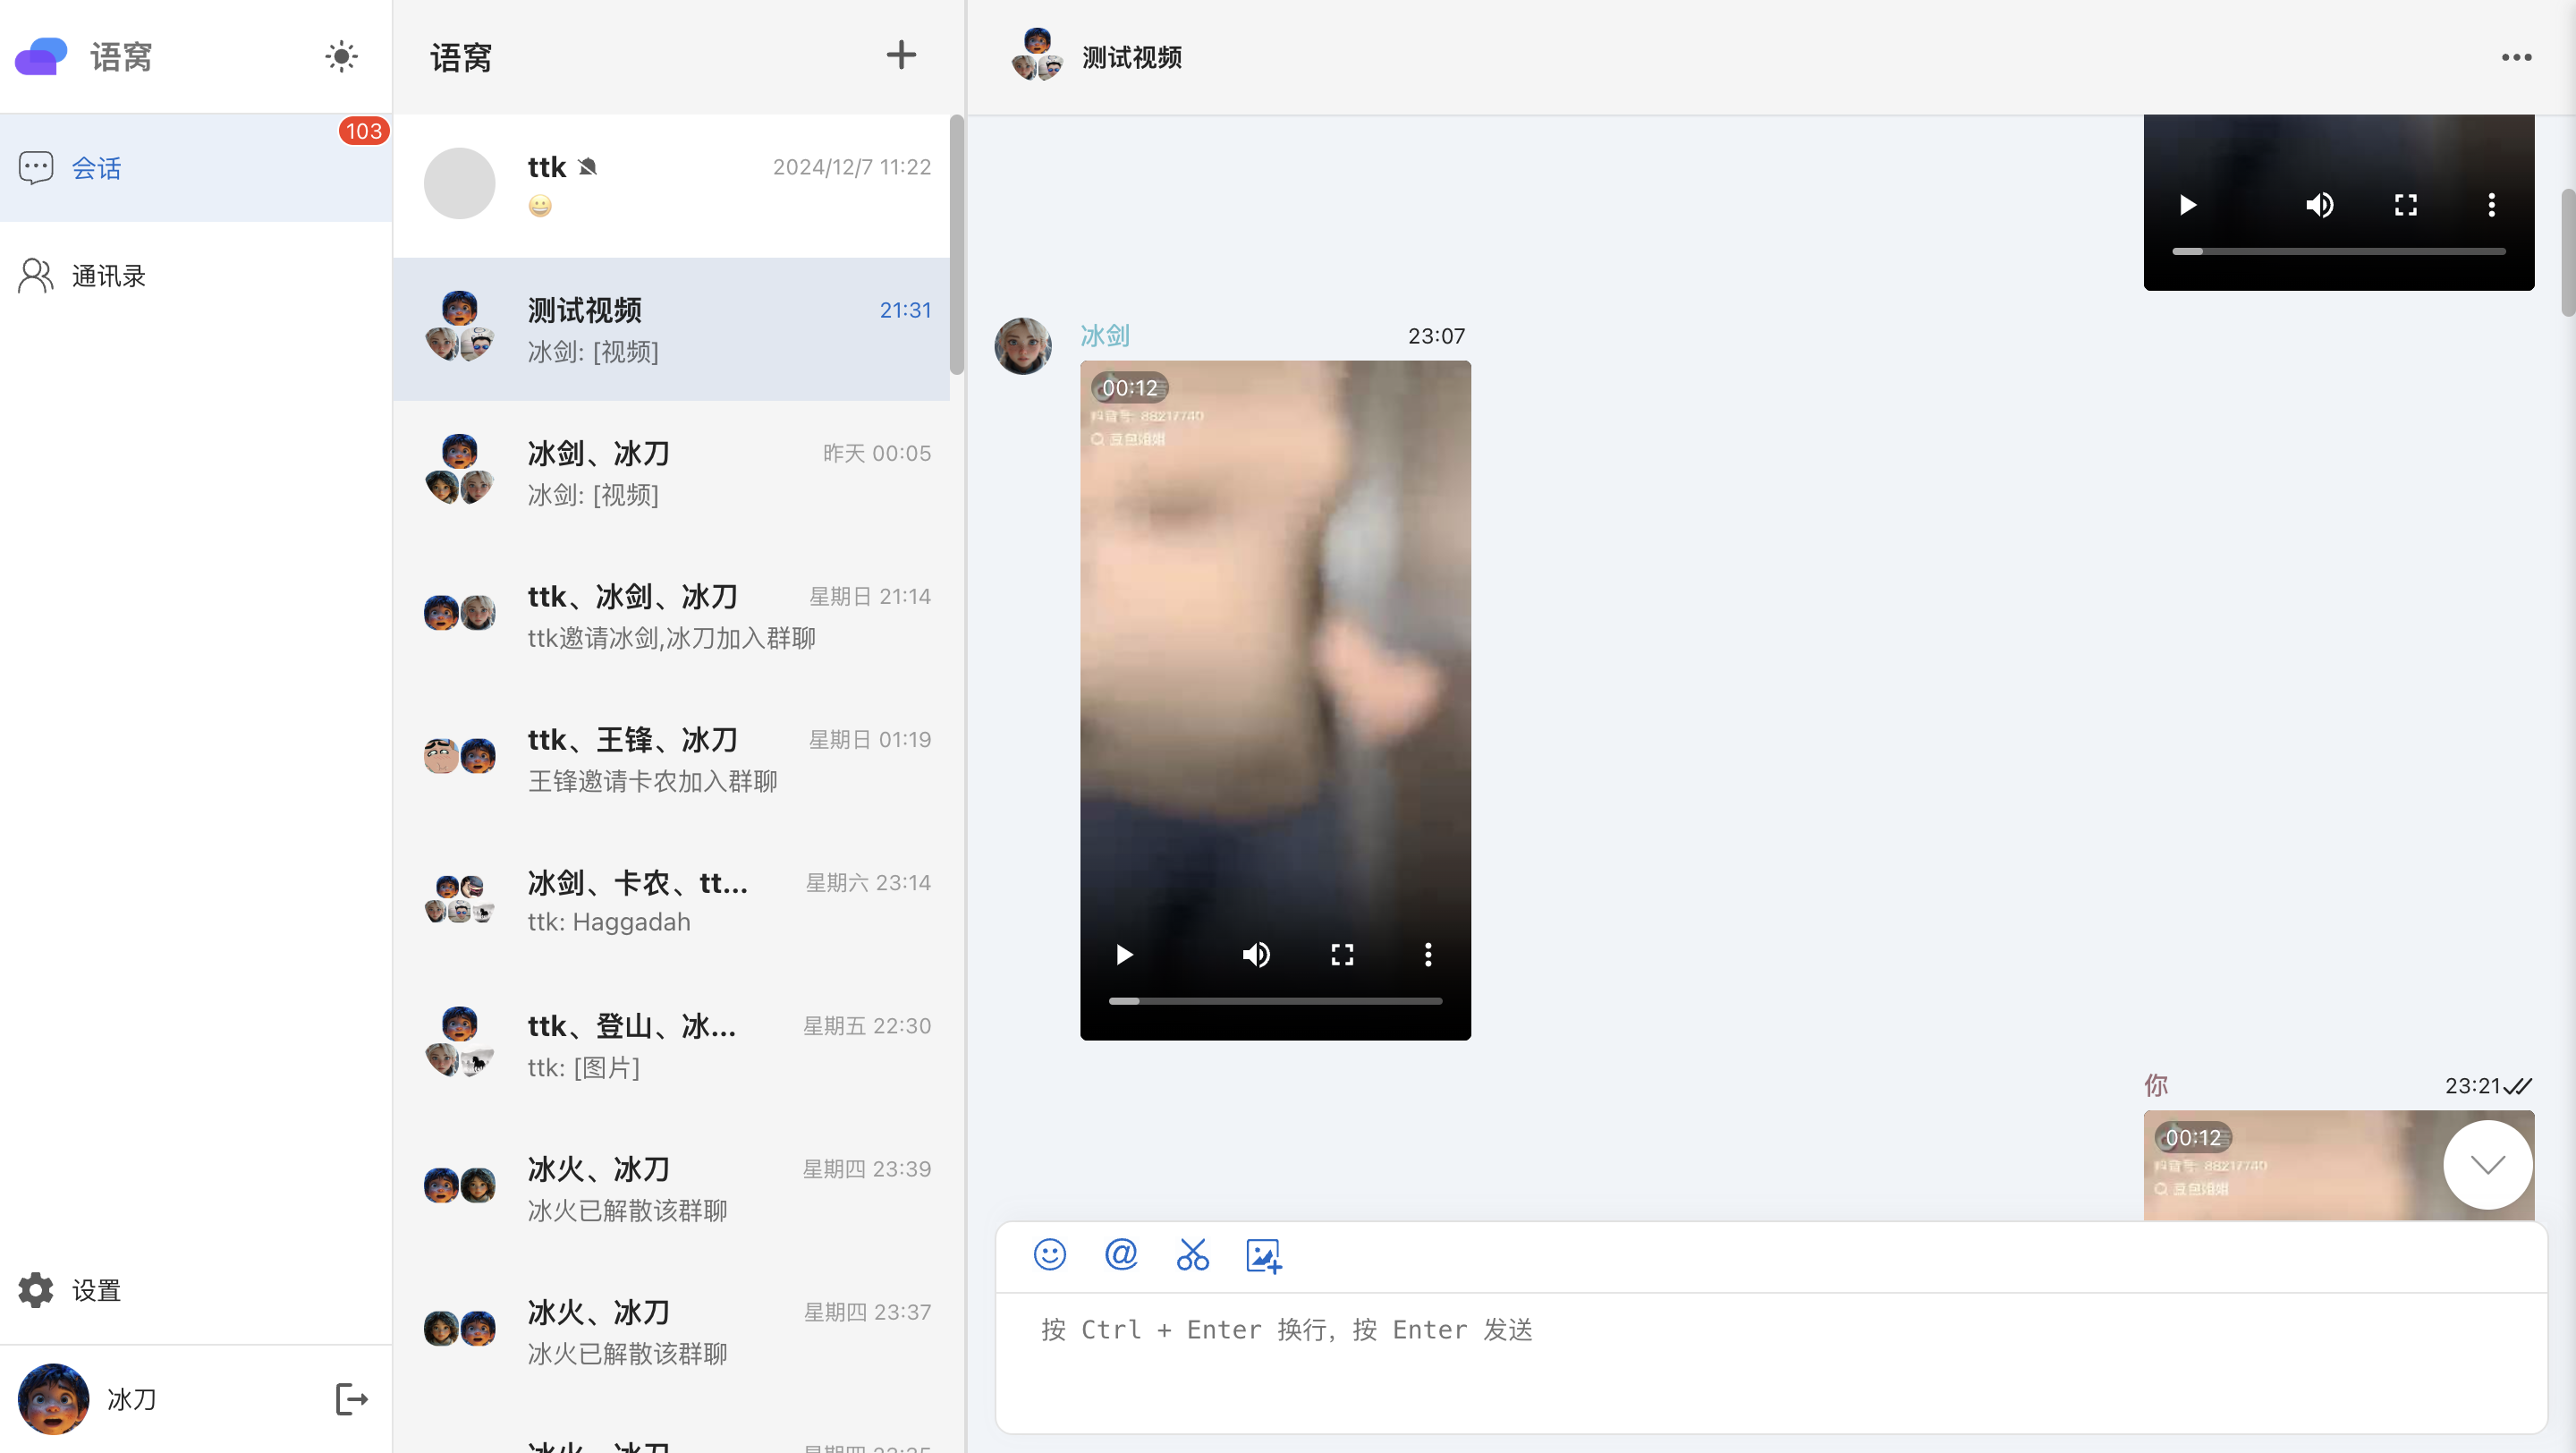 语窝
103
会话
通讯录
设置
冰刀
语窝
ttk
2024/12/7 11:22
测试视频
21:31
冰剑: [视频]
冰剑、冰刀
昨天 00:05
冰剑: [视频]
ttk、冰剑、冰刀
星期日 21:14
ttk邀请冰剑,冰刀加入群聊
ttk、王锋、冰刀
星期日 01:19
王锋邀请卡农加入群聊
冰剑、卡农、tt...
星期六 23:14
ttk: Haggadah
ttk、登山、冰...
星期五 22:30
ttk: [图片]
冰火、冰刀
星期四 23:39
冰火已解散该群聊
冰火、冰刀
星期四 23:37
冰火已解散该群聊
冰火、冰刀
测试视频
冰剑
23:07
00:12
抖音号: 88217740
你
23:21
00:12
抖音号: 88217740
按 Ctrl + Enter 换行，按 Enter 发送